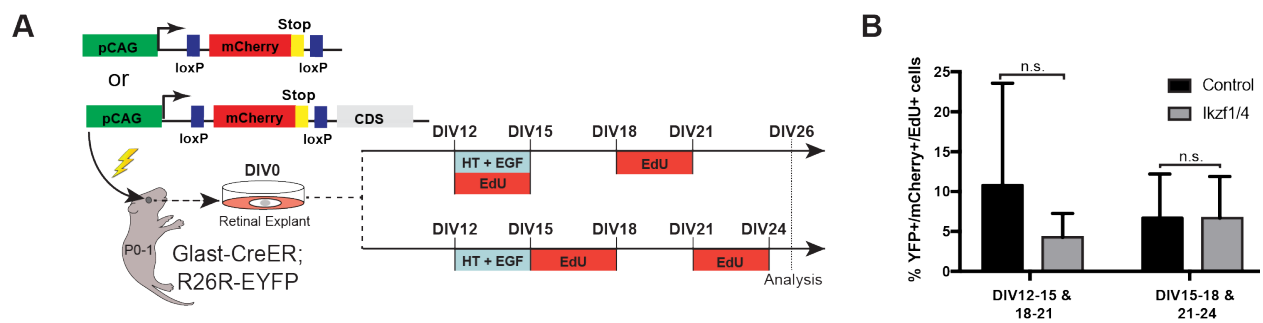 A
pCAG
loxP
mCherry
Stop
loxP
or
pCAG
loxP
mCherry
Stop
loxP
CDS
P0-1
Glast-CreER;
R26R-EYFP
DIV0
Retinal Explant
DIV12
DIV15
DIV18
DIV21
DIV26
HT + EGF
EdU
EdU
DIV12
DIV15
DIV18
DIV21
DIV24
HT + EGF
EdU
EdU
Analysis
B
% YFP+/mCherry+/EdU+ cells
25
20
15
10
5
0
n.s.
n.s.
Control
Ikzf1/4
DIV12-15 &
18-21
DIV15-18 &
21-24